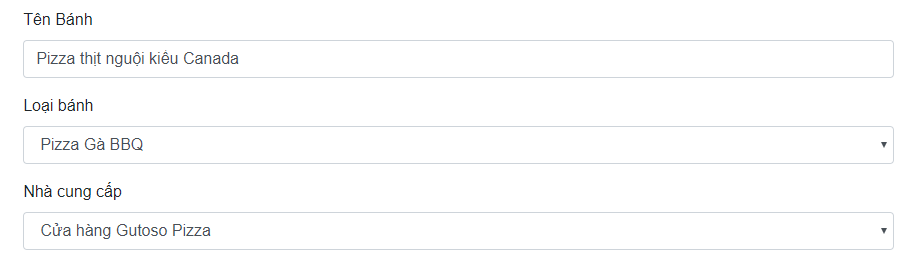 Tên Bánh
Pizza thịt nguội kiêu Canada
Loại bánh
Pizza Gà BBQ
Nhà cung cấp
Cửa hàng Gutoso Pizza